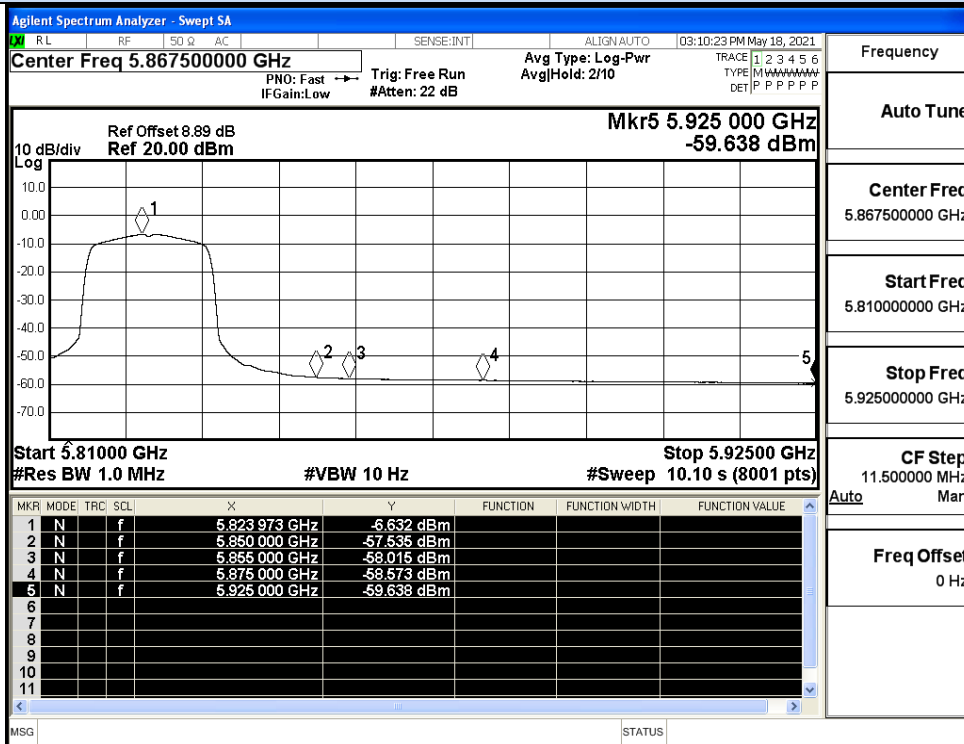 Agilent Spectrum Analyzer - Swept SA
LXI RL RF 50 Ω AC SENSE:INT ALIGN AUTO 03:10:23 PM May 18, 2021
Center Freq 5.867500000 GHz
PNO: Fast
IFGain:Low
Trig: Free Run
#Atten: 22 dB
Avg Type: Log-Pwr
Avg|Hold: 2/10
TRACE 1 2 3 4 5 6
TYPE M WWWWW
DET P P P P P P
Ref Offset 8.89 dB
10 dB/div Ref 20.00 dBm
Log
Mkr5 5.925 000 GHz
-59.638 dBm
10.0
0.00
-10.0
-20.0
-30.0
-40.0
-50.0
-60.0
-70.0
1
2
3
4
5
Start 5.81000 GHz Stop 5.92500 GHz
#Res BW 1.0 MHz #VBW 10 Hz #Sweep 10.10 s (8001 pts)
MKR MODE TRC SCL X Y FUNCTION FUNCTION WIDTH FUNCTION VALUE
1 N f 5.823 973 GHz -6.632 dBm
2 N f 5.850 000 GHz -57.535 dBm
3 N f 5.855 000 GHz -58.015 dBm
4 N f 5.875 000 GHz -58.573 dBm
5 N f 5.925 000 GHz -59.638 dBm
6
7
8
9
10
11
MSG STATUS
Frequency
Auto Tune
Center Freq
5.867500000 GHz
Start Freq
5.810000000 GHz
Stop Freq
5.925000000 GHz
CF Step
11.500000 MHz
Auto Man
Freq Offset
0 Hz